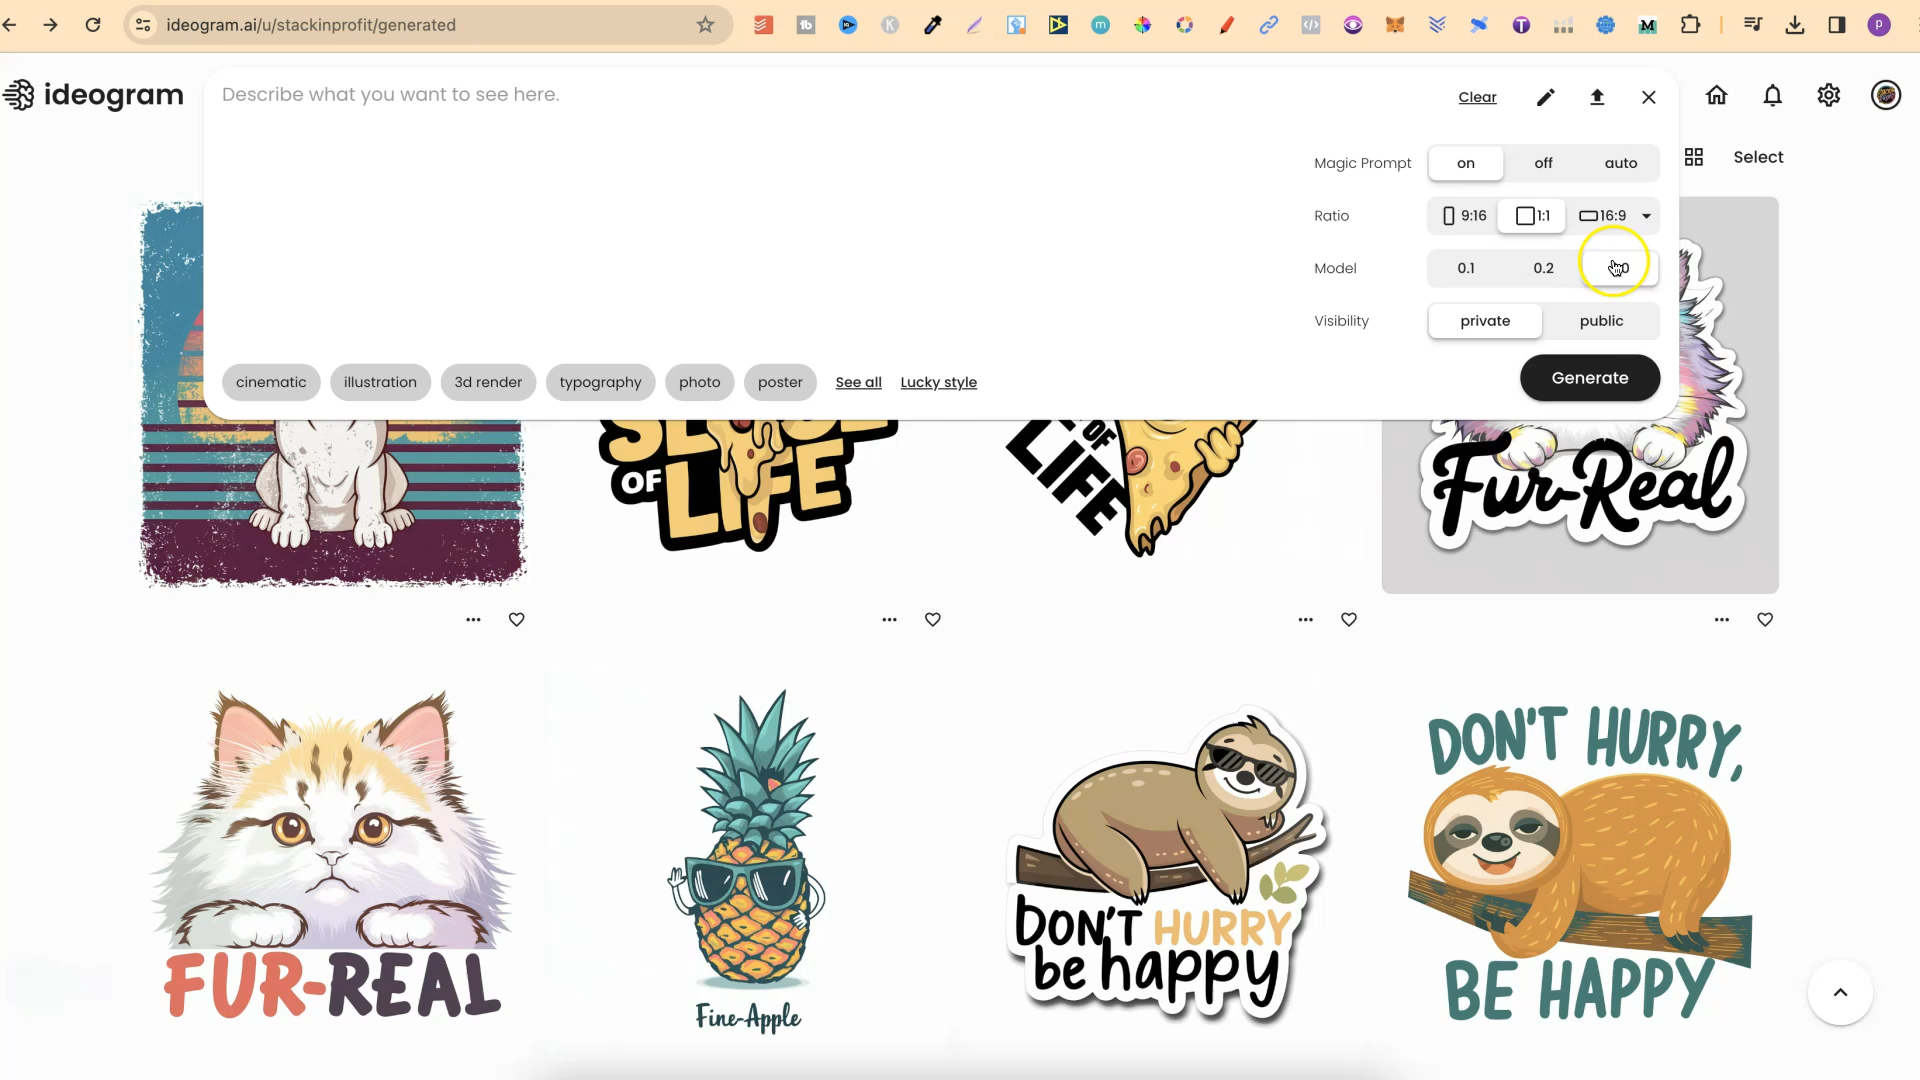 ideogram.ai/u/stackinprofit/generated
ideogram
Describe what you want to see here.
Clear
Magic Prompt on off auto
Ratio 9:16 1:1 16:9
Model 0.1 0.2
Visibility private public
cinematic illustration 3d render typography photo poster See all Lucky style
Generate
Select
OF
LIFE
OF
LIFE
Fur-Real
FUR-REAL
Fine-Apple
DON'T HURRY
be happy
DON'T HURRY,
BE HAPPY